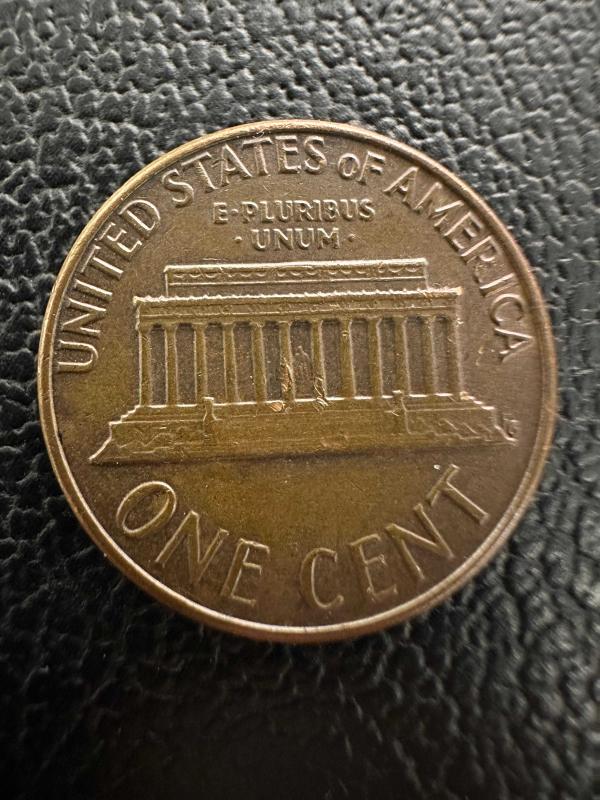 UNITED STATES oF AMERICA
E·PLURIBUS
·UNUM·
ONE CENT